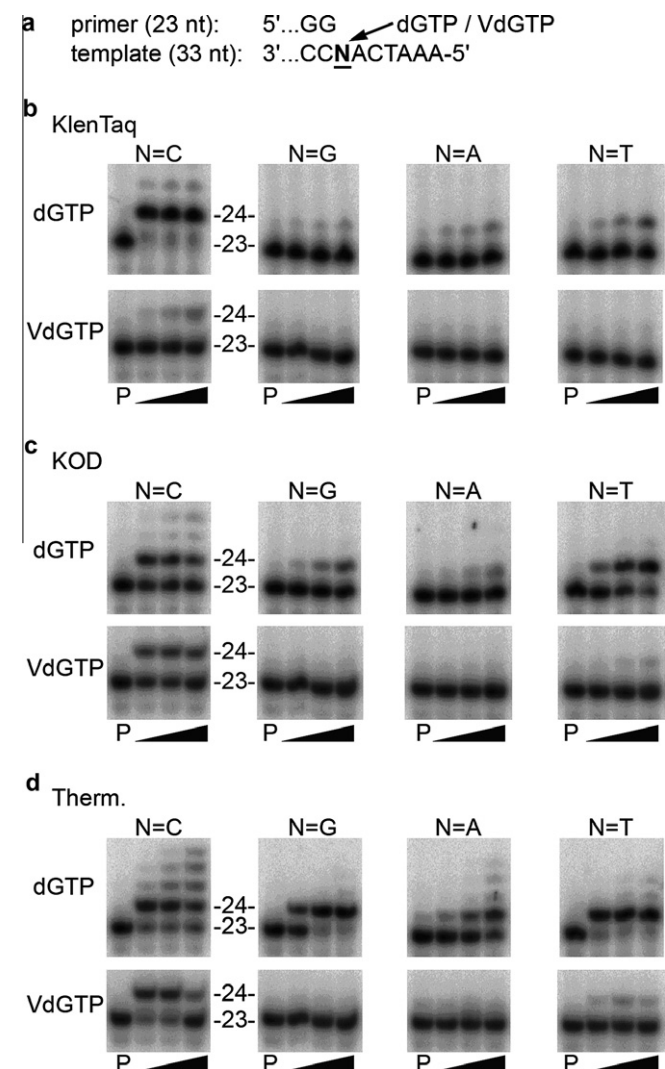 a primer (23 nt): 5'...GG dGTP / VdGTP
template (33 nt): 3'...CCNACTAAA-5'
b KlenTaq
N=C N=G N=A N=T
dGTP -24-
-23-
VdGTP -24-
-23-
P P P P
c KOD
N=C N=G N=A N=T
dGTP -24-
-23-
VdGTP -24-
-23-
P P P P
d Therm.
N=C N=G N=A N=T
dGTP -24-
-23-
VdGTP -24-
-23-
P P P P